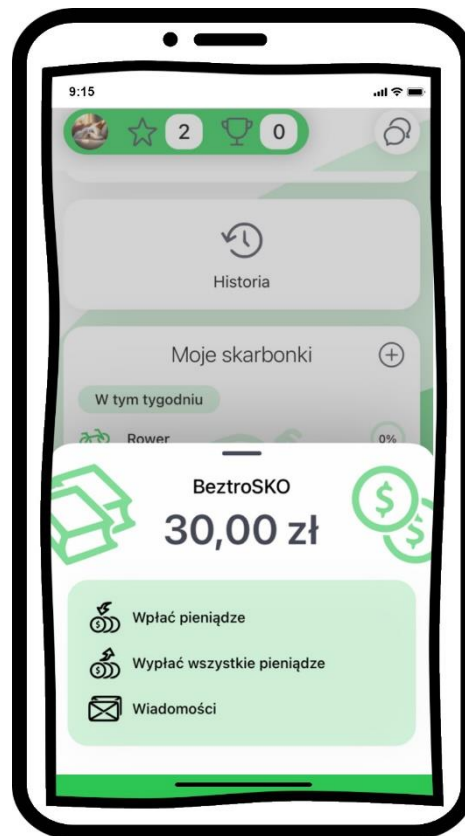 9:15
2 0
Historia
Moje skarbonki
W tym tygodniu
Rower 0%
BeztroSKO
30,00 zł
Wpłać pieniądze
Wypłać wszystkie pieniądze
Wiadomości